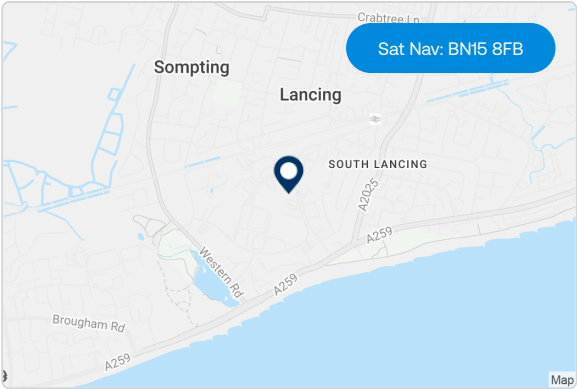 Crabtree Ln
Sat Nav: BN15 8FB
Sompting
Lancing
SOUTH LANCING
A2025
A259
Western Rd
A259
Brougham Rd
A259
Map